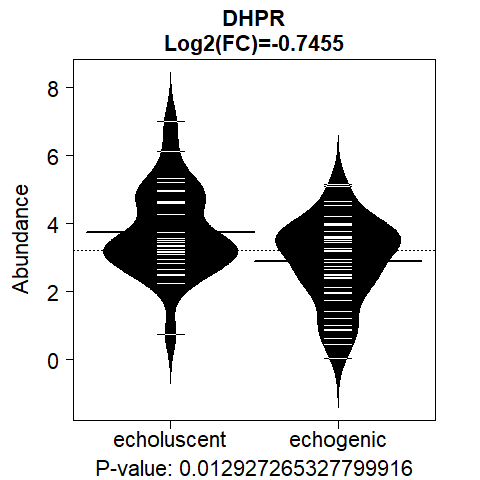 DHPR
Log2(FC)=-0.7455
Abundance
8
6
4
2
0
echoluscent echogenic
P-value: 0.012927265327799916